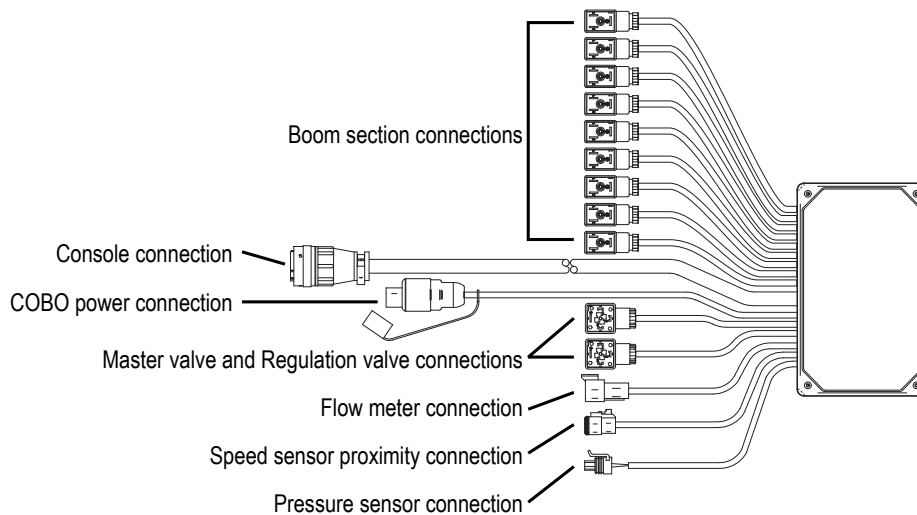 Boom section connections
Console connection
COBO power connection
Master valve and Regulation valve connections
Flow meter connection
Speed sensor proximity connection
Pressure sensor connection